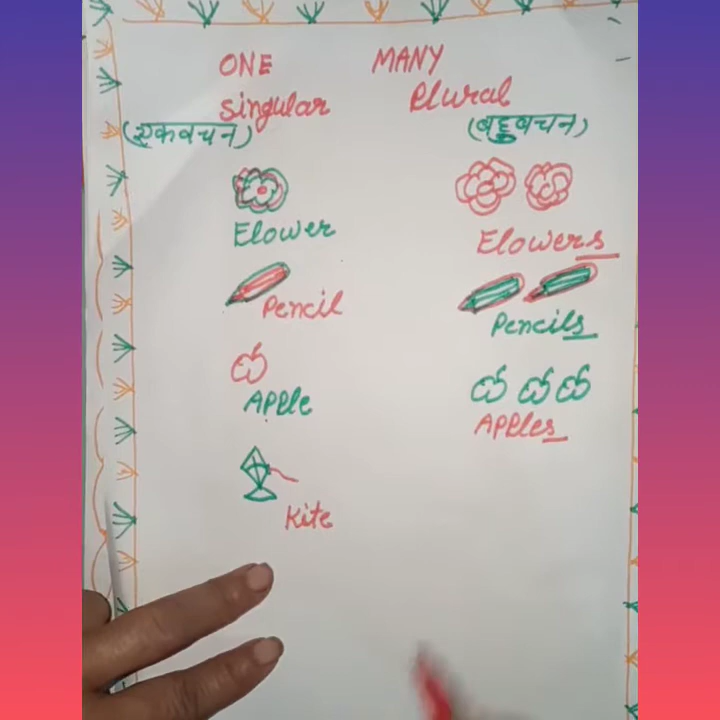 ONE MANY
Singular Plural
(एकवचन) (बहुवचन)
Flower Flowers
Pencil Pencils
Apple Apples
Kite